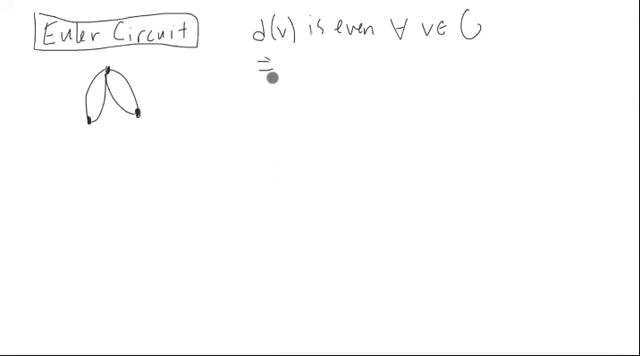 Euler Circuit
d(v) is even ∀ v ∈ G
⇒